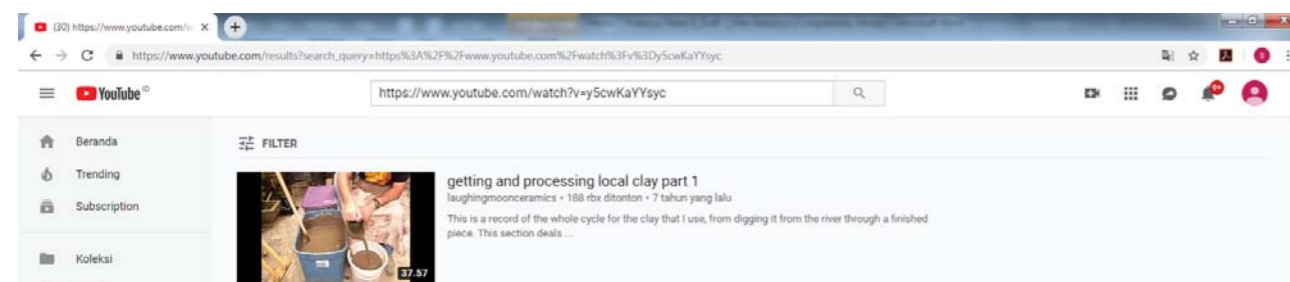 (30) https://www.youtube.com/w
https://www.youtube.com/results?search_query=https%3A%2F%2Fwww.youtube.com%2Fwatch%3Fv%3Dy5cwKaYYsyc
YouTube ID
https://www.youtube.com/watch?v=y5cwKaYYsyc
9+
Beranda
Trending
Subscription
Koleksi
FILTER
getting and processing local clay part 1
laughingmoonceramics • 188 rbx ditonton • 7 tahun yang lalu
This is a record of the whole cycle for the clay that I use, from digging it from the river through a finished
piece. This section deals ...
37.57